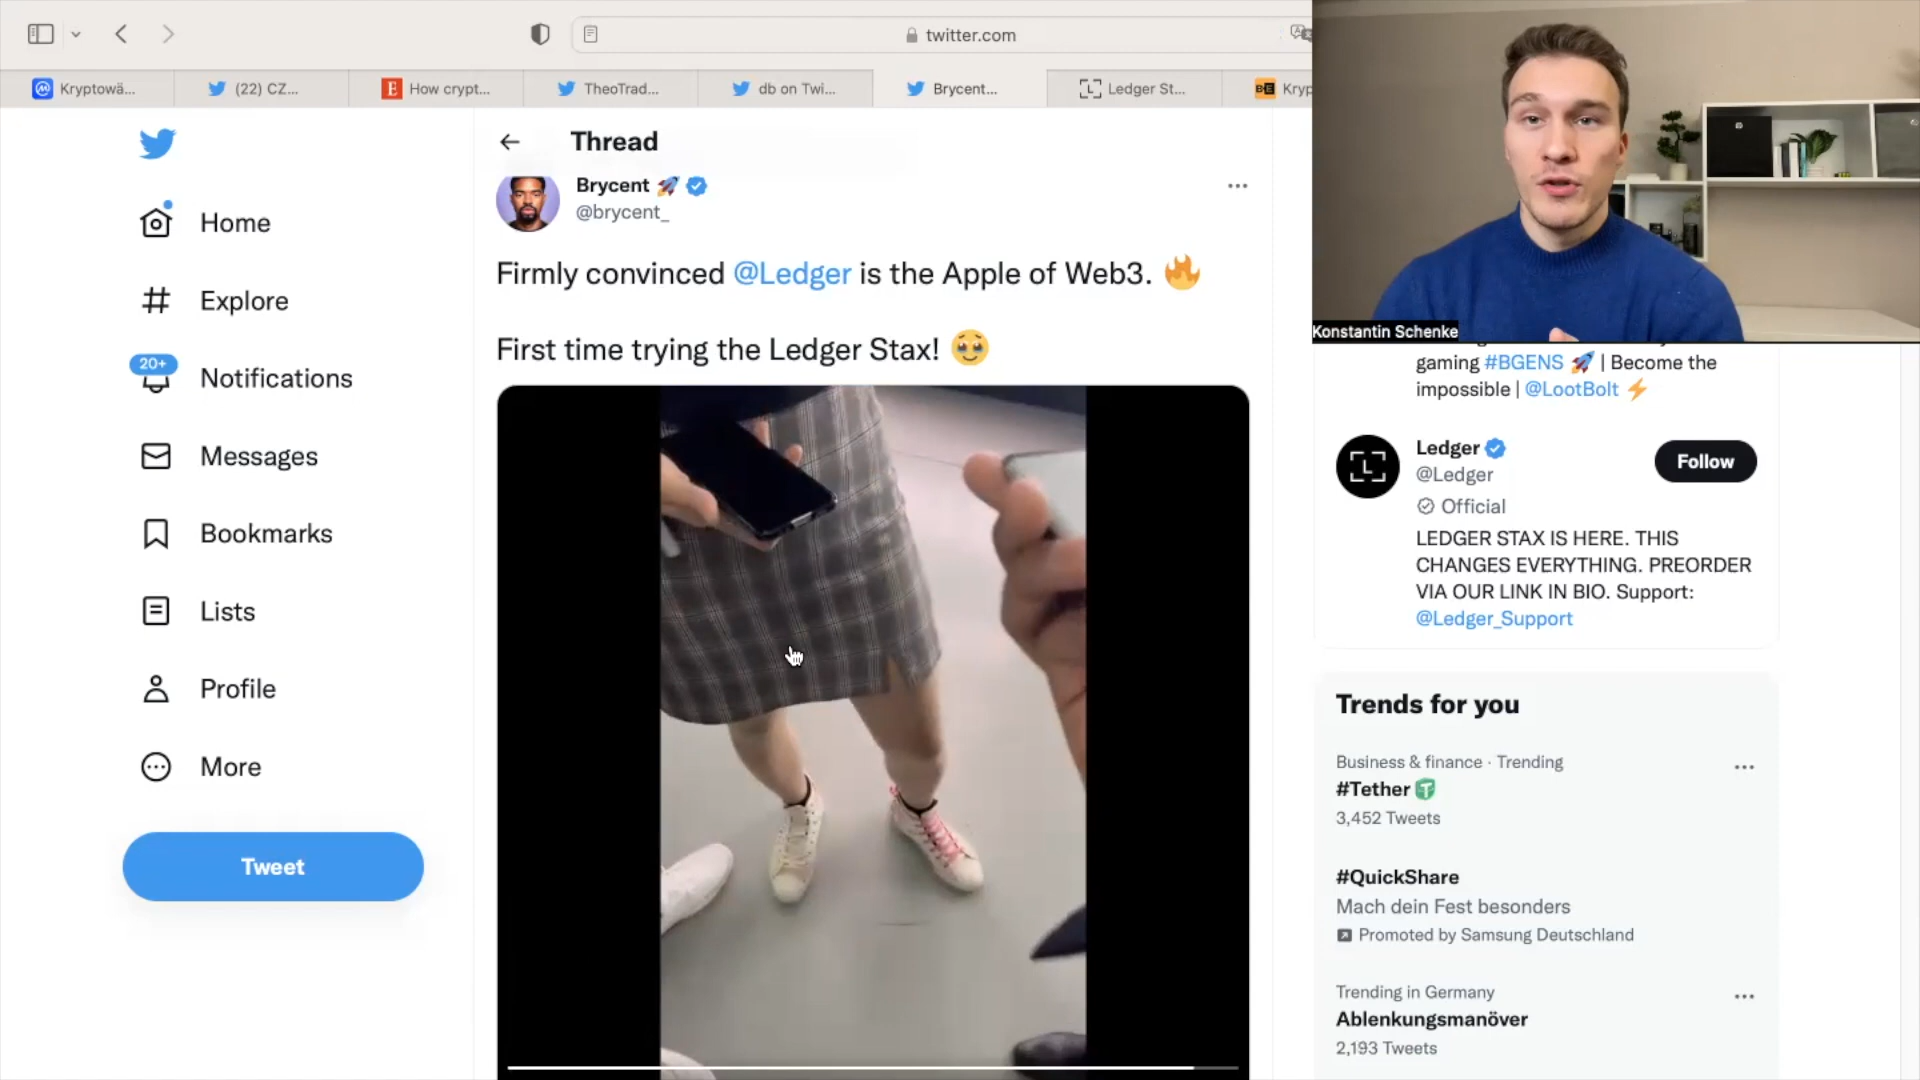 twitter.com
Kryptowä...
(22) CZ...
How crypt...
TheoTrad...
db on Twi...
Brycent...
Ledger St...
Home
Explore
20+
Notifications
Messages
Bookmarks
Lists
Profile
More
Tweet
Thread
Brycent 🚀
@brycent_
Firmly convinced @Ledger is the Apple of Web3. 🔥
First time trying the Ledger Stax! 🥹
Konstantin Schenke
gaming #BGENS 🚀 | Become the
impossible | @LootBolt ⚡
Ledger
@Ledger
Follow
Official
LEDGER STAX IS HERE. THIS
CHANGES EVERYTHING. PREORDER
VIA OUR LINK IN BIO. Support:
@Ledger_Support
Trends for you
Business & finance · Trending
#Tether
3,452 Tweets
#QuickShare
Mach dein Fest besonders
Promoted by Samsung Deutschland
Trending in Germany
Ablenkungsmanöver
2,193 Tweets